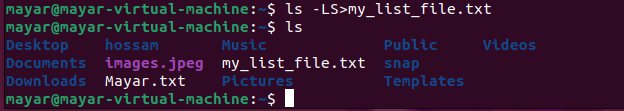 mayar@mayar-virtual-machine:~$ ls -LS>my_list_file.txt
mayar@mayar-virtual-machine:~$ ls
Desktop hossam Music Public Videos
Documents images.jpeg my_list_file.txt snap
Downloads Mayar.txt Pictures Templates
mayar@mayar-virtual-machine:~$